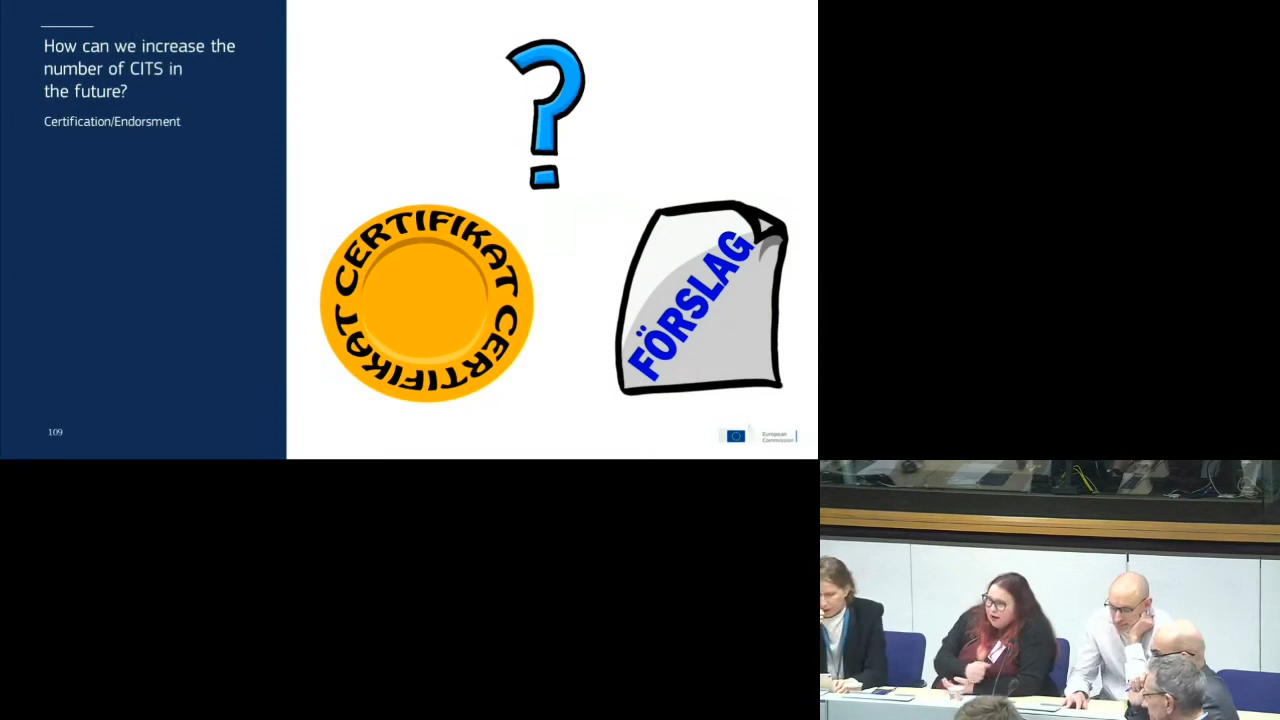 How can we increase the
number of CITS in
the future?
Certification/Endorsment
CERTIFIKAT CERTIFIKAT
FÖRSLAG
109
European
Commission